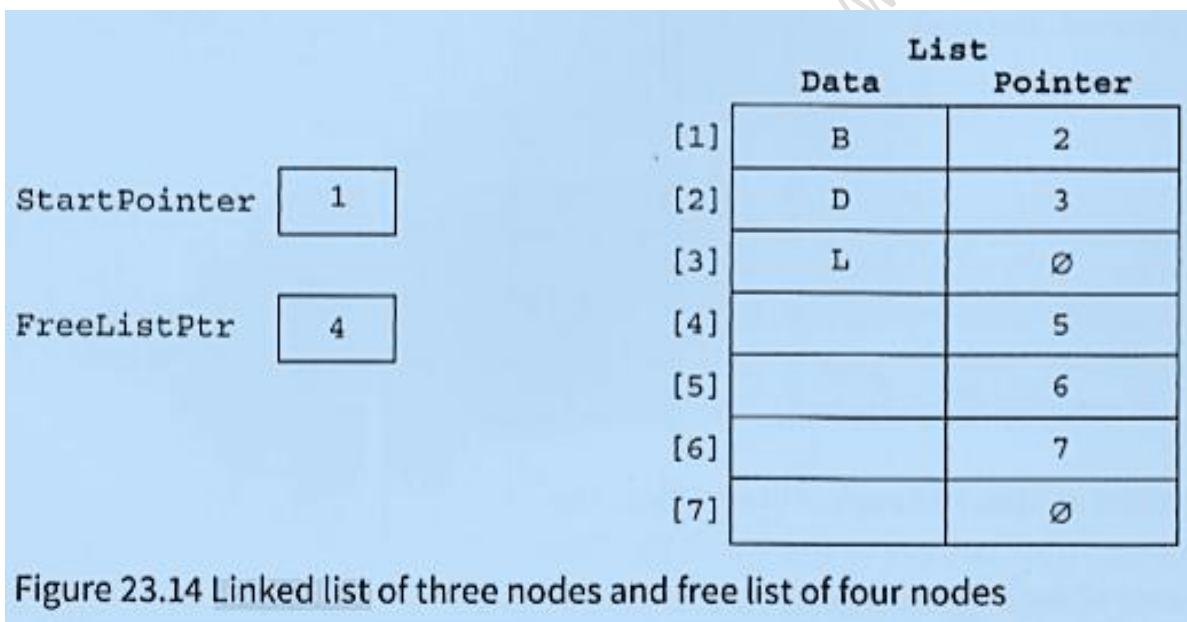 List
Data Pointer
[1] B 2
StartPointer 1 [2] D 3
[3] L Ø
FreeListPtr 4 [4] 5
[5] 6
[6] 7
[7] Ø
Figure 23.14 Linked list of three nodes and free list of four nodes